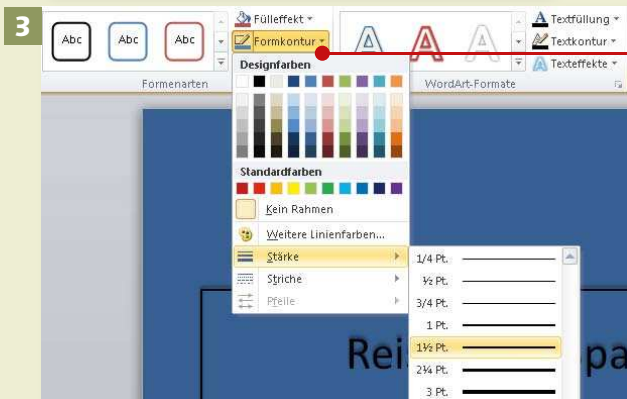 3
Abc Abc Abc
Fülleffekt
Formkontur
Textfüllung
Textkontur
Texteffekte
Formenarten
WordArt-Formate
Designfarben
Standardfarben
Kein Rahmen
Weitere Linienfarben...
Stärke
Striche
Pfeile
1/4 Pt.
½ Pt.
3/4 Pt.
1 Pt.
1½ Pt.
2¼ Pt.
3 Pt.
A A A
Rei pa